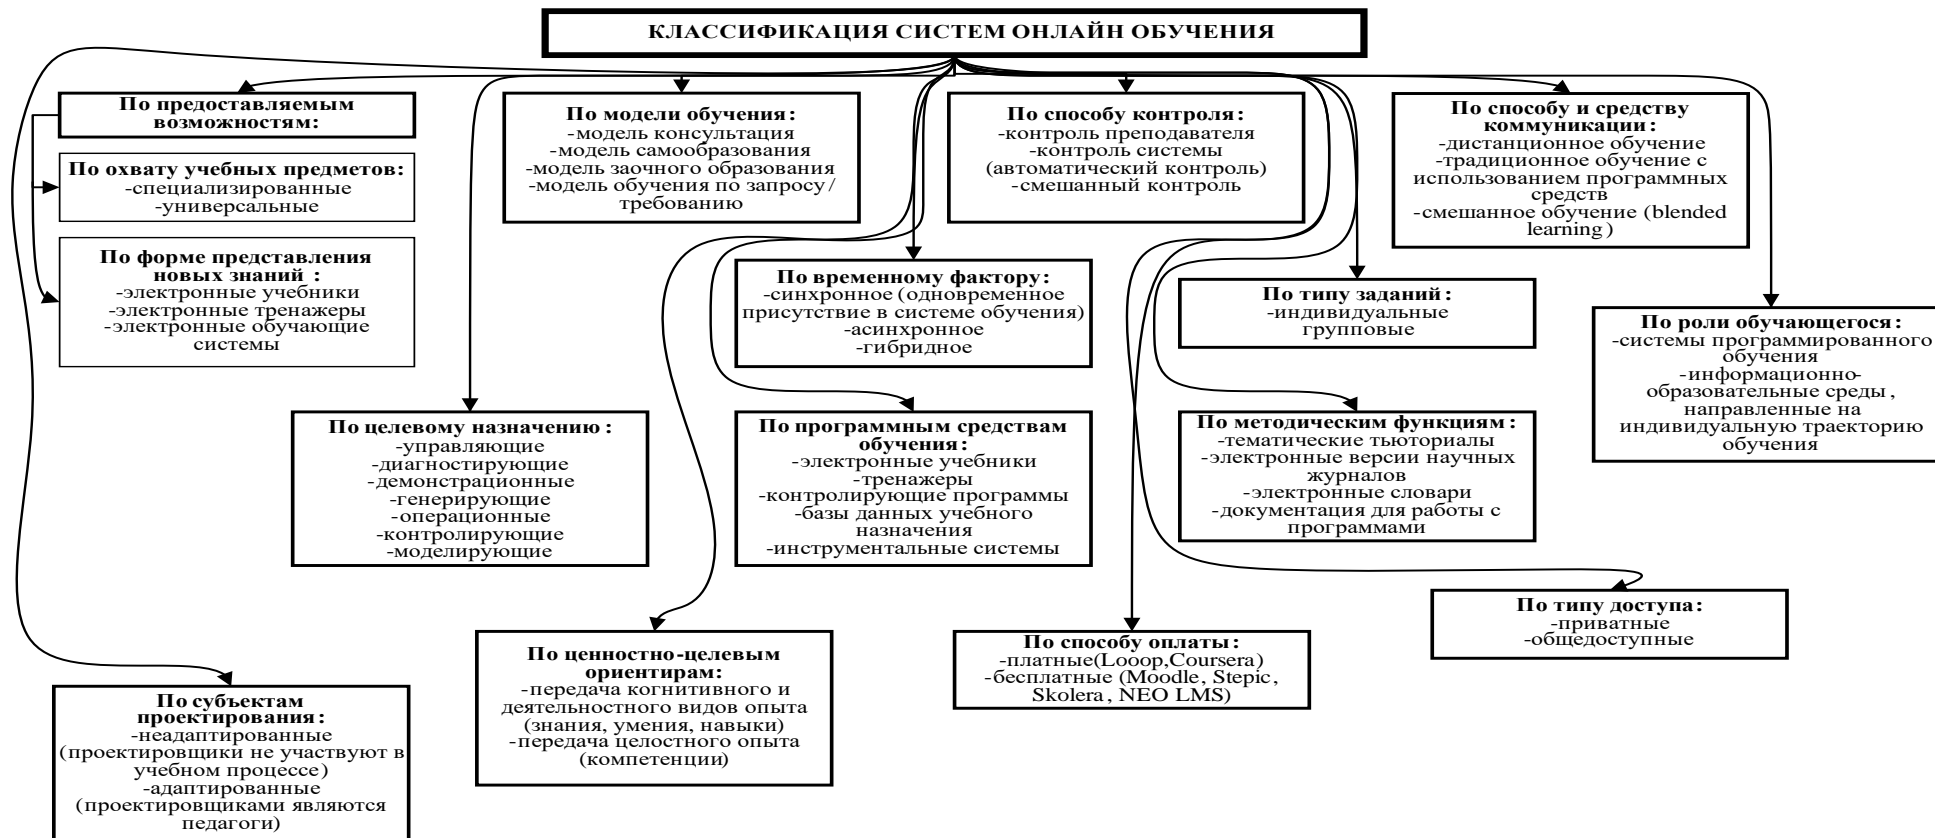 КЛАССИФИКАЦИЯ СИСТЕМ ОНЛАЙН ОБУЧЕНИЯ
По предоставляемым
возможностям:
По охвату учебных предметов:
-специализированные
-универсальные
По форме представления
новых знаний :
-электронные учебники
-электронные тренажеры
-электронные обучающие
системы
По модели обучения:
-модель консультация
-модель самообразования
-модель заочного образования
-модель обучения по запросу/
требованию
По способу контроля:
-контроль преподавателя
-контроль системы
(автоматический контроль)
-смешанный контроль
По способу и средству
коммуникации:
-дистанционное обучение
-традиционное обучение с
использованием программных
средств
-смешанное обучение (blended
learning)
По временному фактору:
-синхронное (одновременное
присутствие в системе обучения)
-асинхронное
-гибридное
По типу заданий:
-индивидуальные
групповые
По роли обучающегося:
-системы программированного
обучения
-информационно-
образовательные среды,
направленные на
индивидуальную траекторию
обучения
По целевому назначению:
-управляющие
-диагностирующие
-демонстрационные
-генерирующие
-операционные
-контролирующие
-моделирующие
По программным средствам
обучения:
-электронные учебники
-тренажеры
-контролирующие программы
-базы данных учебного
назначения
-инструментальные системы
По методическим функциям:
-тематические тьюториалы
-электронные версии научных
журналов
-электронные словари
-документация для работы с
программами
По типу доступа:
-приватные
-общедоступные
По субъектам
проектирования:
-неадаптированные
(проектировщики не участвуют в
учебном процессе)
-адаптированные
(проектировщиками являются
педагоги)
По ценностно-целевым
ориентирам:
-передача когнитивного и
деятельностного видов опыта
(знания, умения, навыки)
-передача целостного опыта
(компетенции)
По способу оплаты:
-платные(Looop,Coursera)
-бесплатные (Moodle, Stepic,
Skolera, NEO LMS)